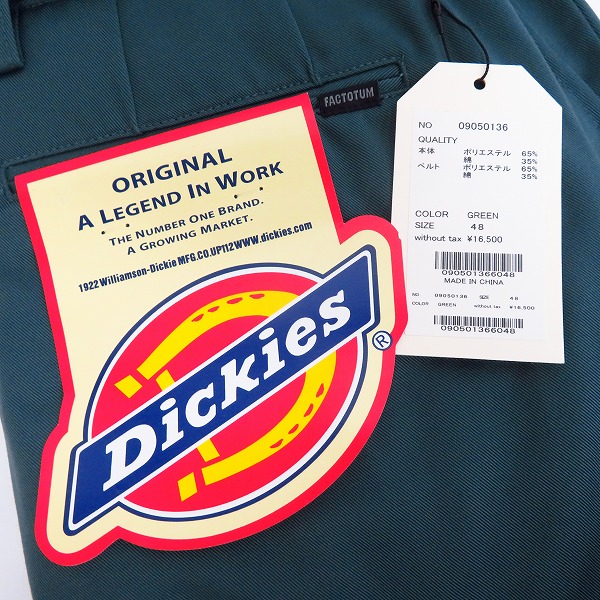 FACTOTUM
ORIGINAL
A LEGEND IN WORK
THE NUMBER ONE BRAND.
A GROWING MARKET.
1922 Williamson-Dickie MFG.CO.UP112WWW.dickies.com
Dickies
®
NO 09050136
QUALITY
本体 ポリエステル 65%
綿 35%
ベルト ポリエステル 65%
綿 35%
COLOR GREEN
SIZE 48
without tax ¥16,500
090501366048
MADE IN CHINA
NO 09050136 SIZE 48
COLOR GREEN without tax ¥16,500
090501366048